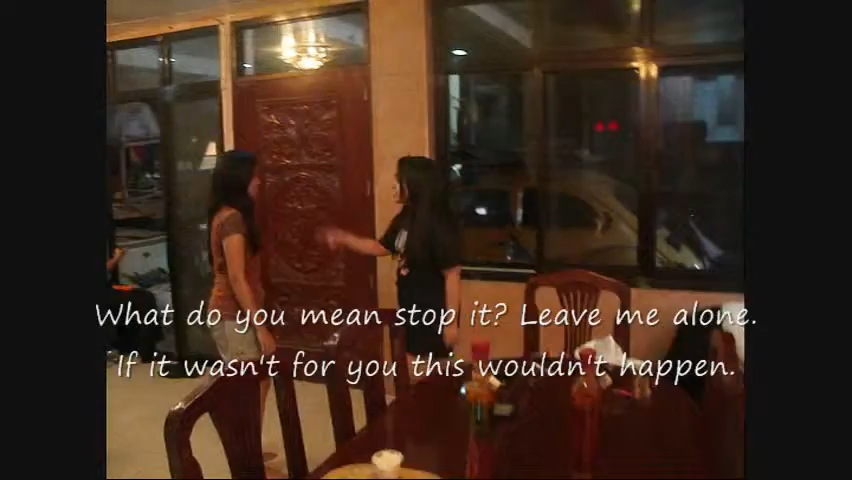 What do you mean stop it? Leave me alone.
If it wasn't for you this wouldn't happen.